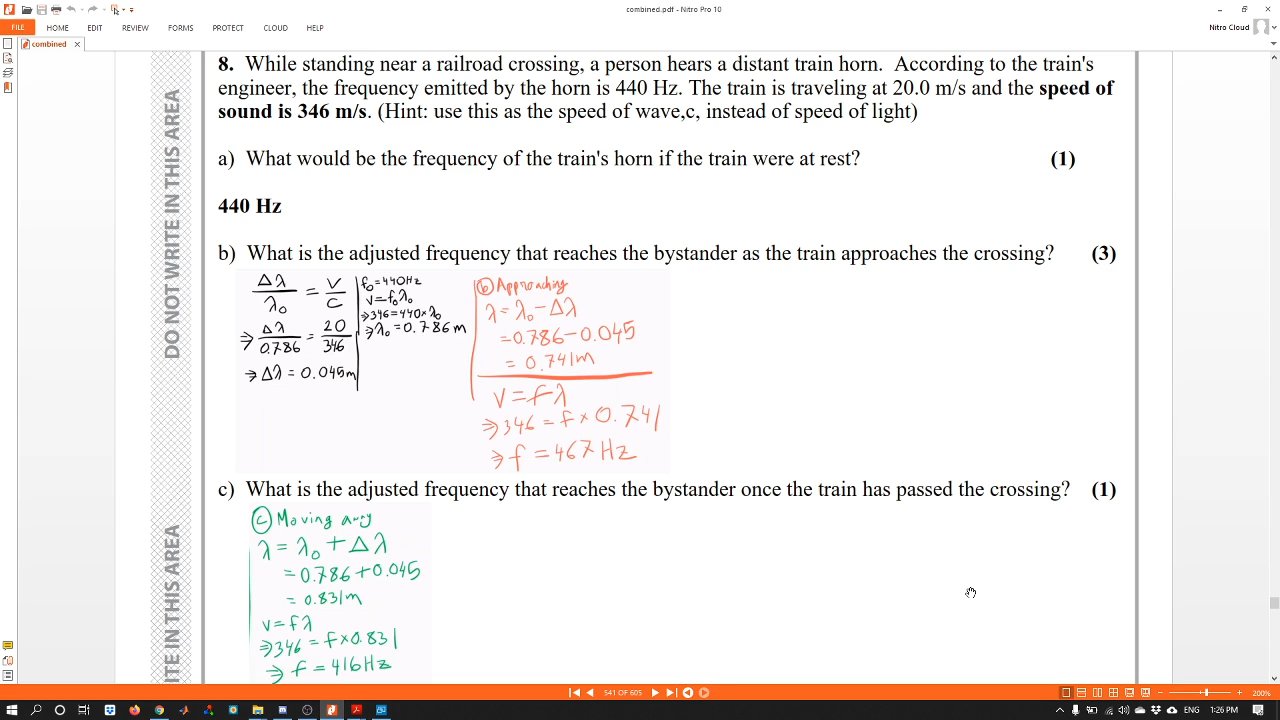 combined.pdf - Nitro Pro 10
FILE HOME EDIT REVIEW FORMS PROTECT CLOUD HELP
Nitro Cloud
combined
DO NOT WRITE IN THIS AREA
8. While standing near a railroad crossing, a person hears a distant train horn. According to the train's
engineer, the frequency emitted by the horn is 440 Hz. The train is traveling at 20.0 m/s and the speed of
sound is 346 m/s. (Hint: use this as the speed of wave,c, instead of speed of light)
a) What would be the frequency of the train's horn if the train were at rest? (1)
440 Hz
b) What is the adjusted frequency that reaches the bystander as the train approaches the crossing? (3)
Δλ/λ₀ = V/C
⇒ Δλ/0.786 = 20/346
⇒ Δλ = 0.045m
f₀ = 440Hz
v = f₀λ₀
⇒ 346 = 440 × λ₀
⇒ λ₀ = 0.786 m
(b) Approaching
λ = λ₀ - Δλ
= 0.786 - 0.045
= 0.741m
V = fλ
⇒ 346 = f × 0.741
⇒ f = 467 Hz
c) What is the adjusted frequency that reaches the bystander once the train has passed the crossing? (1)
(c) Moving away
λ = λ₀ + Δλ
= 0.786 + 0.045
= 0.831m
v = fλ
⇒ 346 = f × 0.831
⇒ f = 416Hz
ITE IN THIS AREA
541 OF 605
200%
1:26 PM